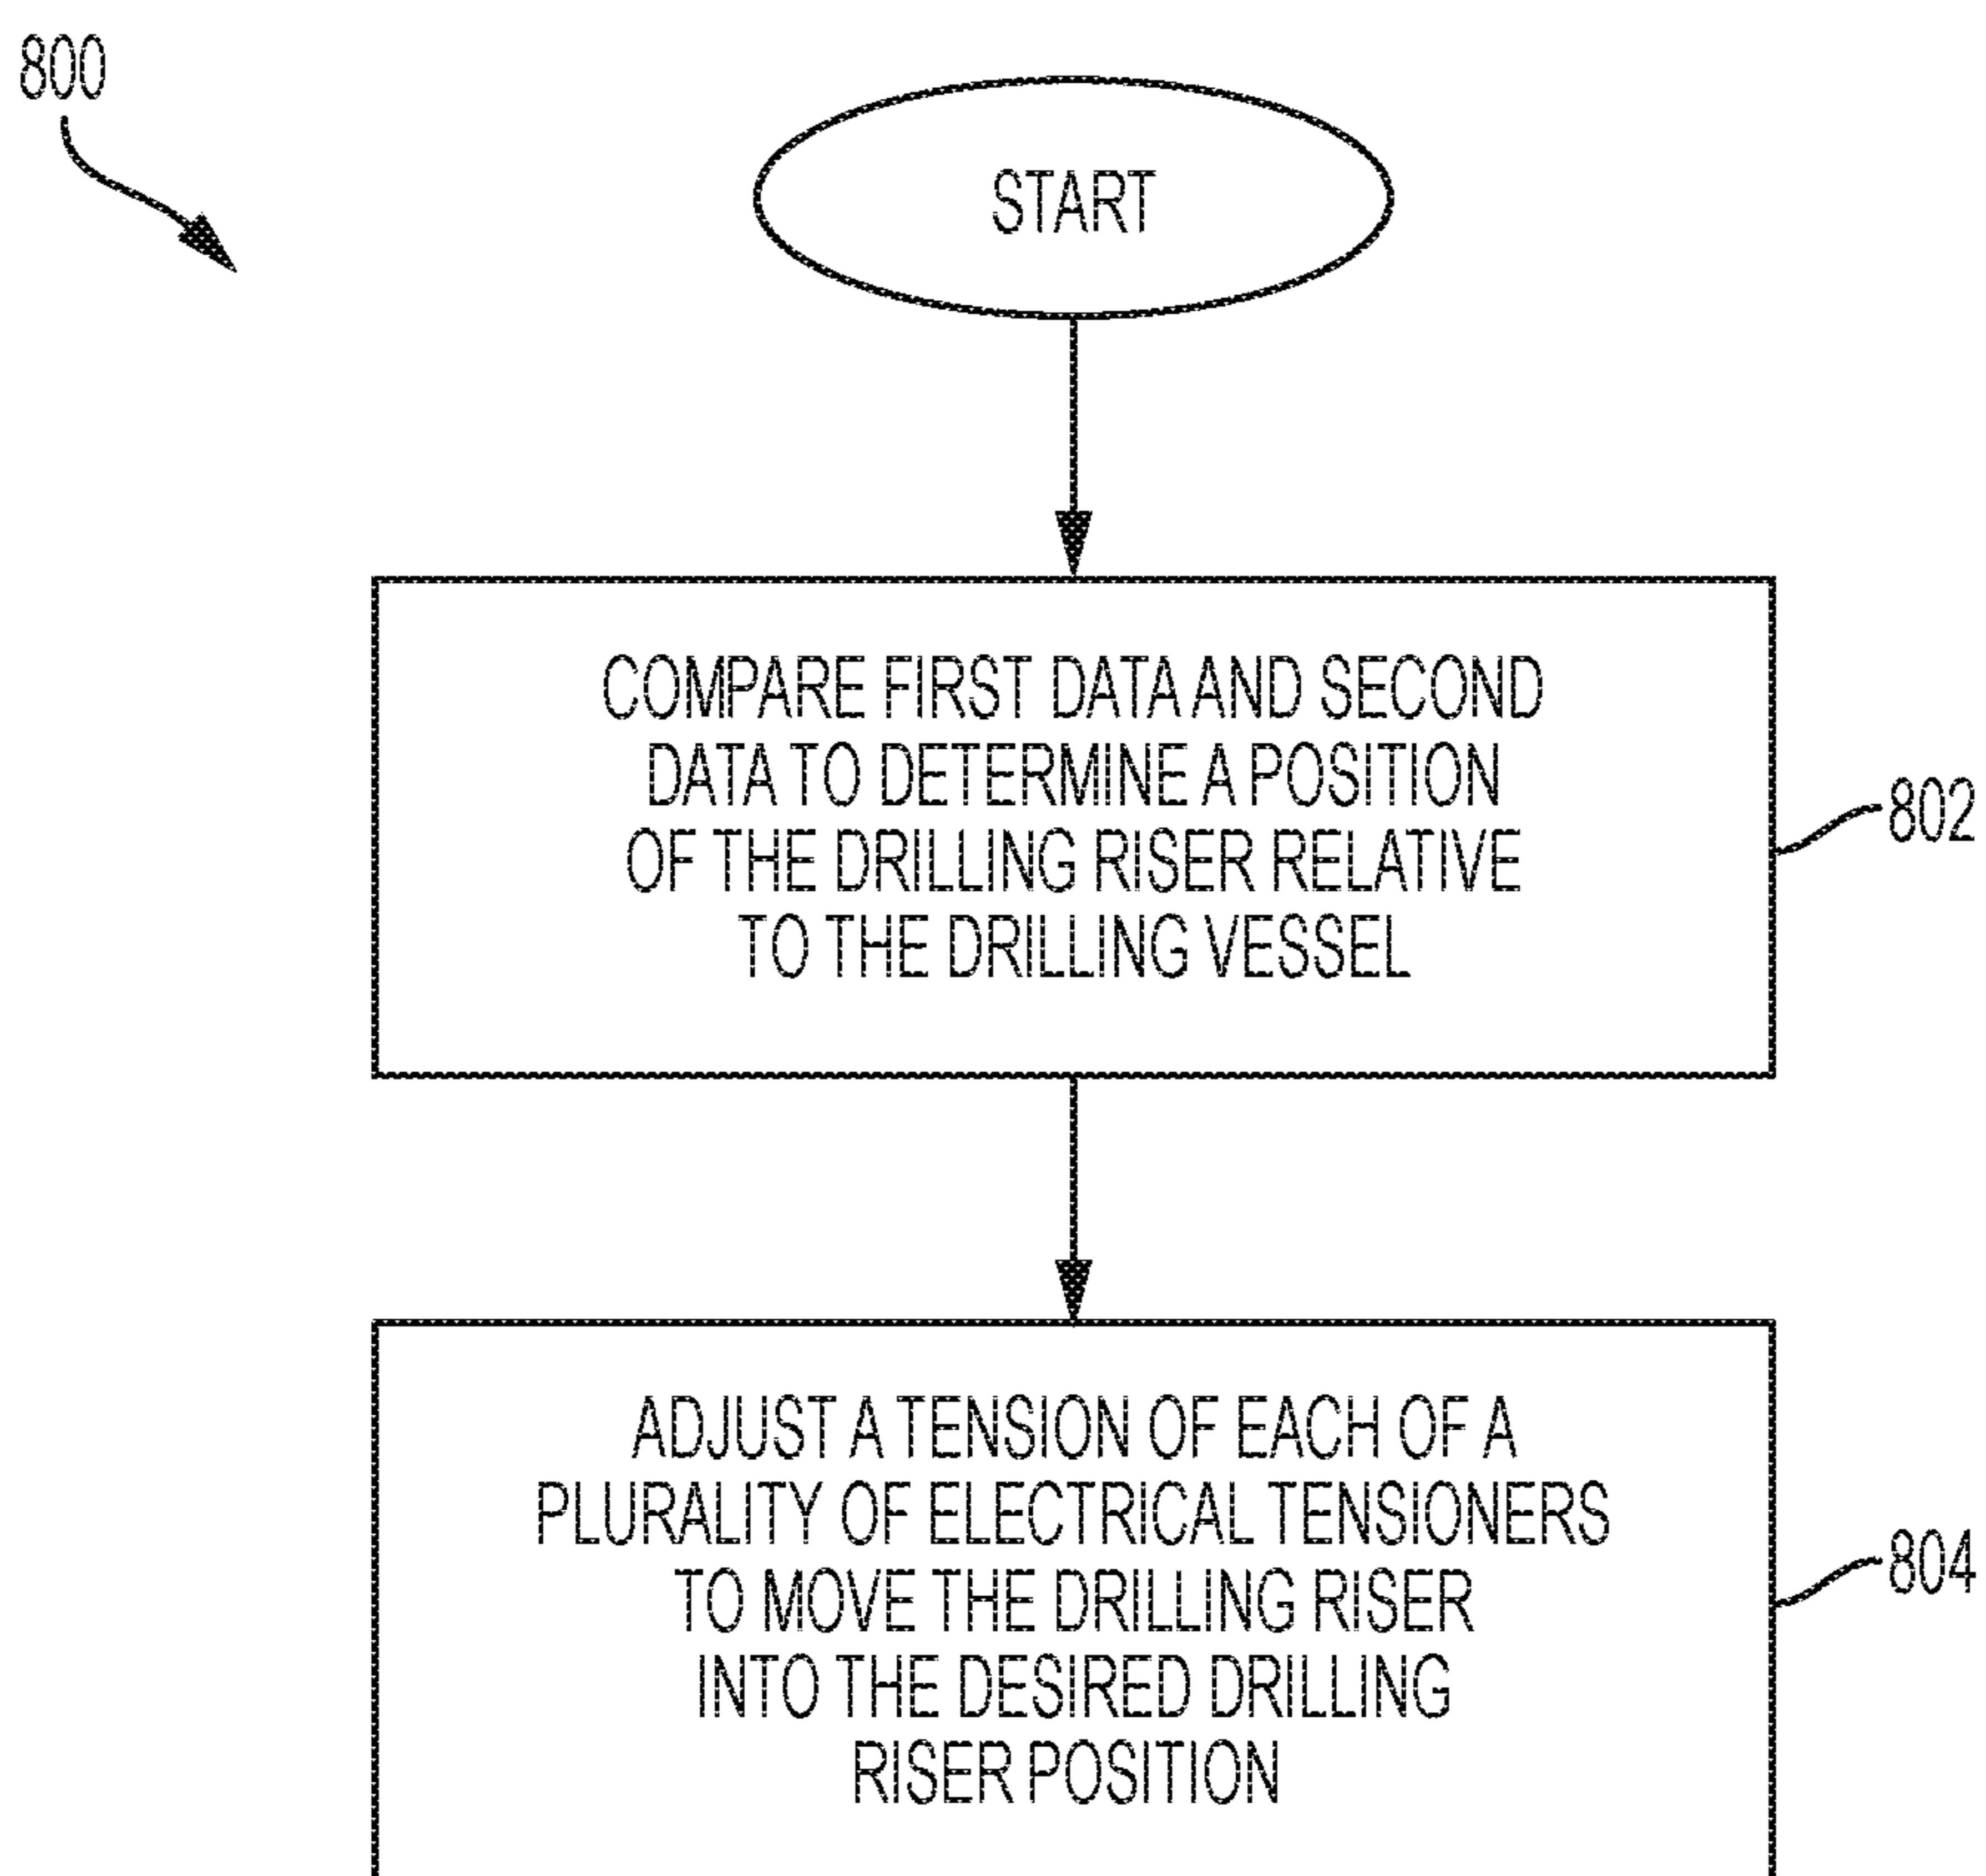 800
START
COMPARE FIRST DATA AND SECOND
DATA TO DETERMINE A POSITION
OF THE DRILLING RISER RELATIVE
TO THE DRILLING VESSEL
802
ADJUST A TENSION OF EACH OF A
PLURALITY OF ELECTRICAL TENSIONERS
TO MOVE THE DRILLING RISER
INTO THE DESIRED DRILLING
RISER POSITION
804